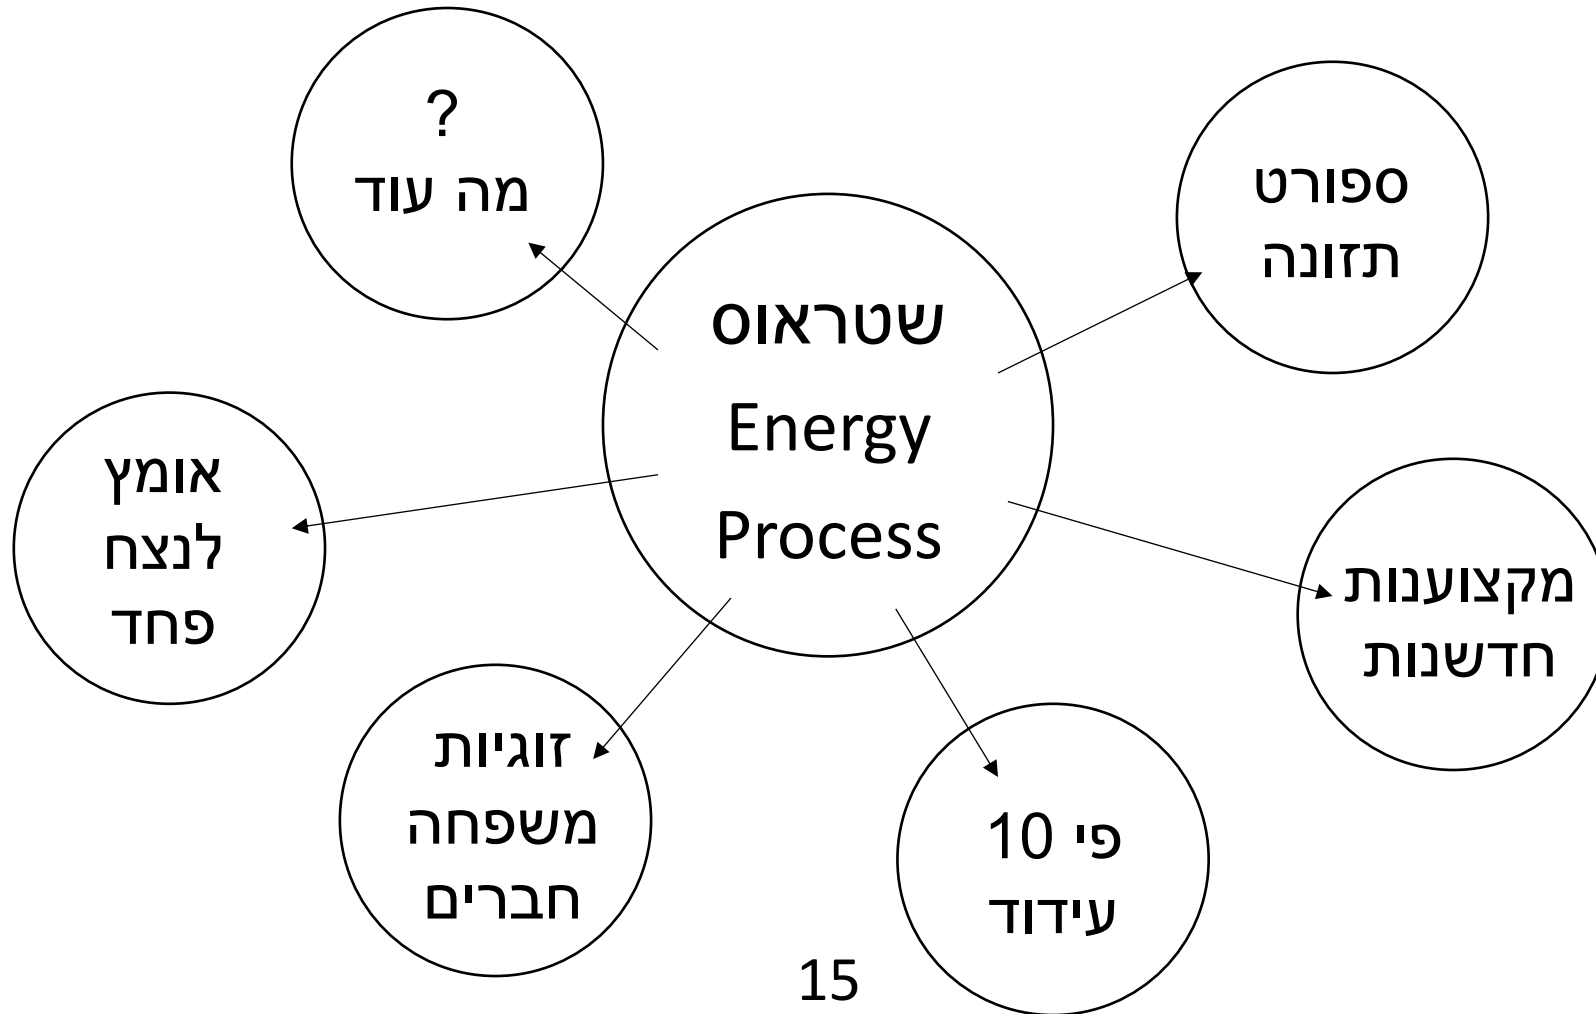 ?
מה עוד
ספורט
תזונה
שטראוס
Energy
Process
אומץ
לנצח
פחד
מקצוענות
חדשנות
זוגיות
משפחה
חברים
פי 10
עידוד
15